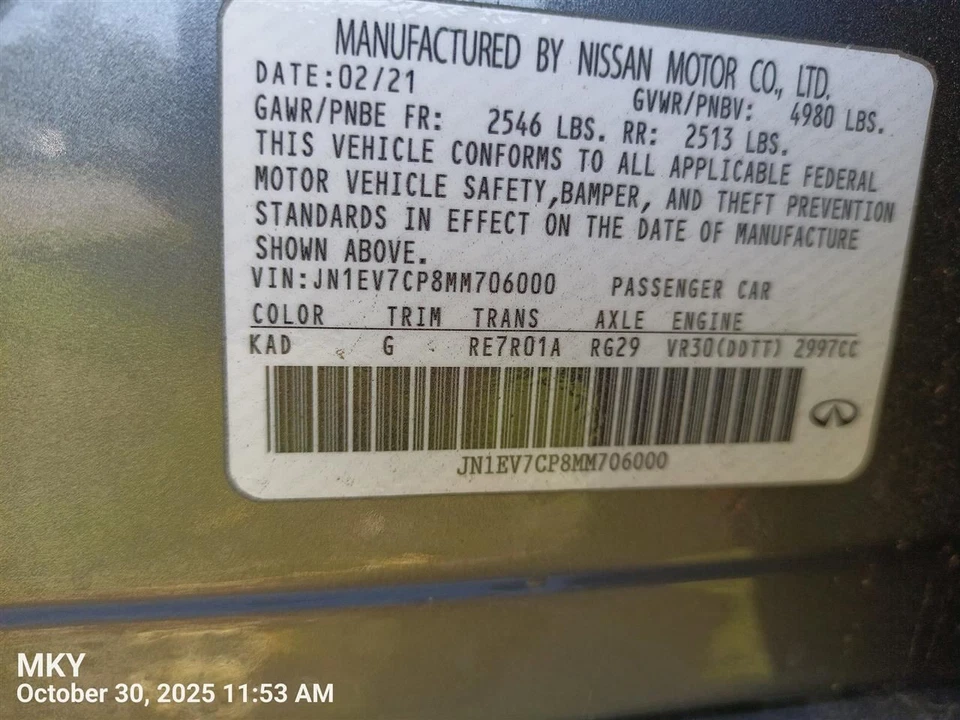 MANUFACTURED BY NISSAN MOTOR CO., LTD.
DATE:02/21 GVWR/PNBV: 4980 LBS.
GAWR/PNBE FR: 2546 LBS. RR: 2513 LBS.
THIS VEHICLE CONFORMS TO ALL APPLICABLE FEDERAL
MOTOR VEHICLE SAFETY,BAMPER, AND THEFT PREVENTION
STANDARDS IN EFFECT ON THE DATE OF MANUFACTURE
SHOWN ABOVE.
VIN:JN1EV7CP8MM706000 PASSENGER CAR
COLOR TRIM TRANS AXLE ENGINE
KAD G RE7R01A RG29 VR30(DDTT) 2997CC
JN1EV7CP8MM706000
MKY
October 30, 2025 11:53 AM